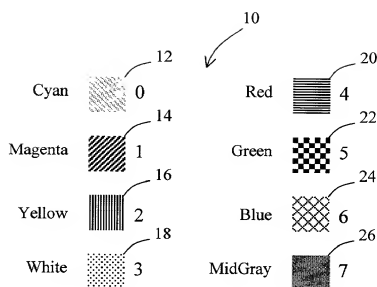 10
12
Cyan 0
14
Magenta 1
16
Yellow 2
18
White 3
20
Red 4
22
Green 5
24
Blue 6
26
MidGray 7